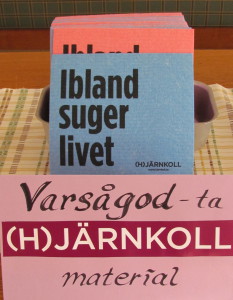 Ibland
Ibland
suger
livet
(H)JÄRNKOLL
Varsågod - ta
(H)JÄRNKOLL
material